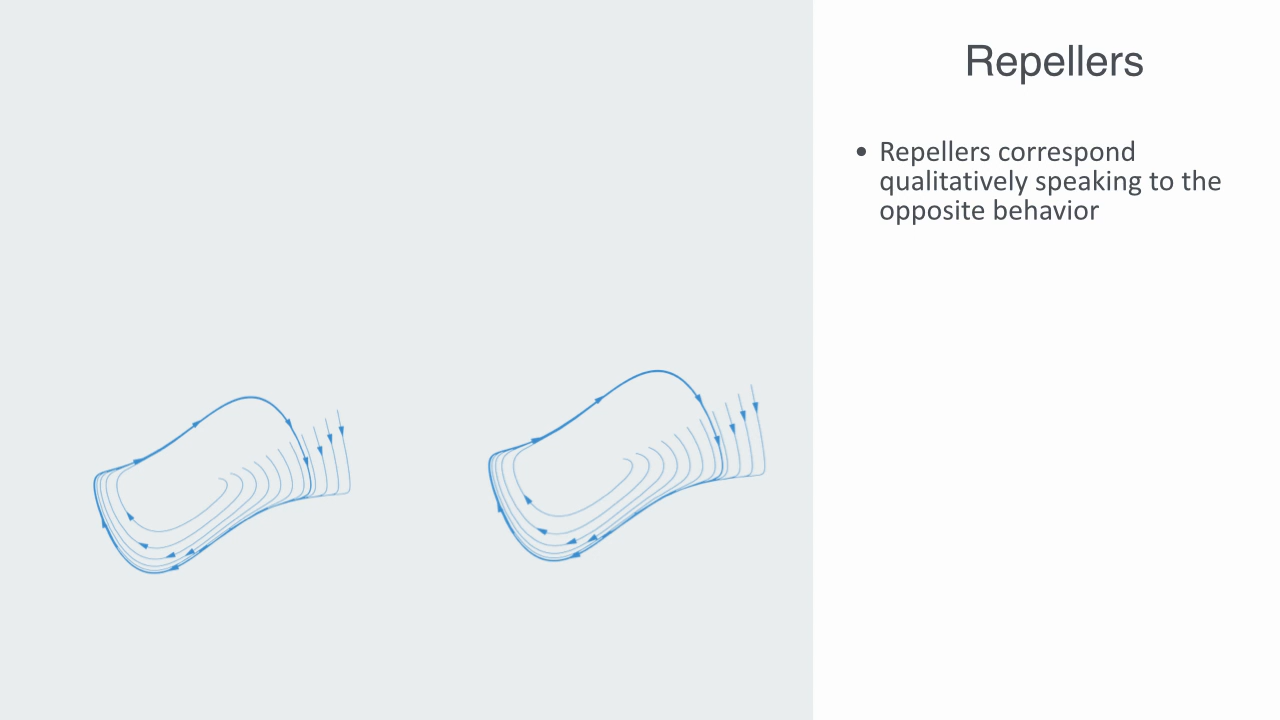 Repellers
• Repellers correspond
qualitatively speaking to the
opposite behavior